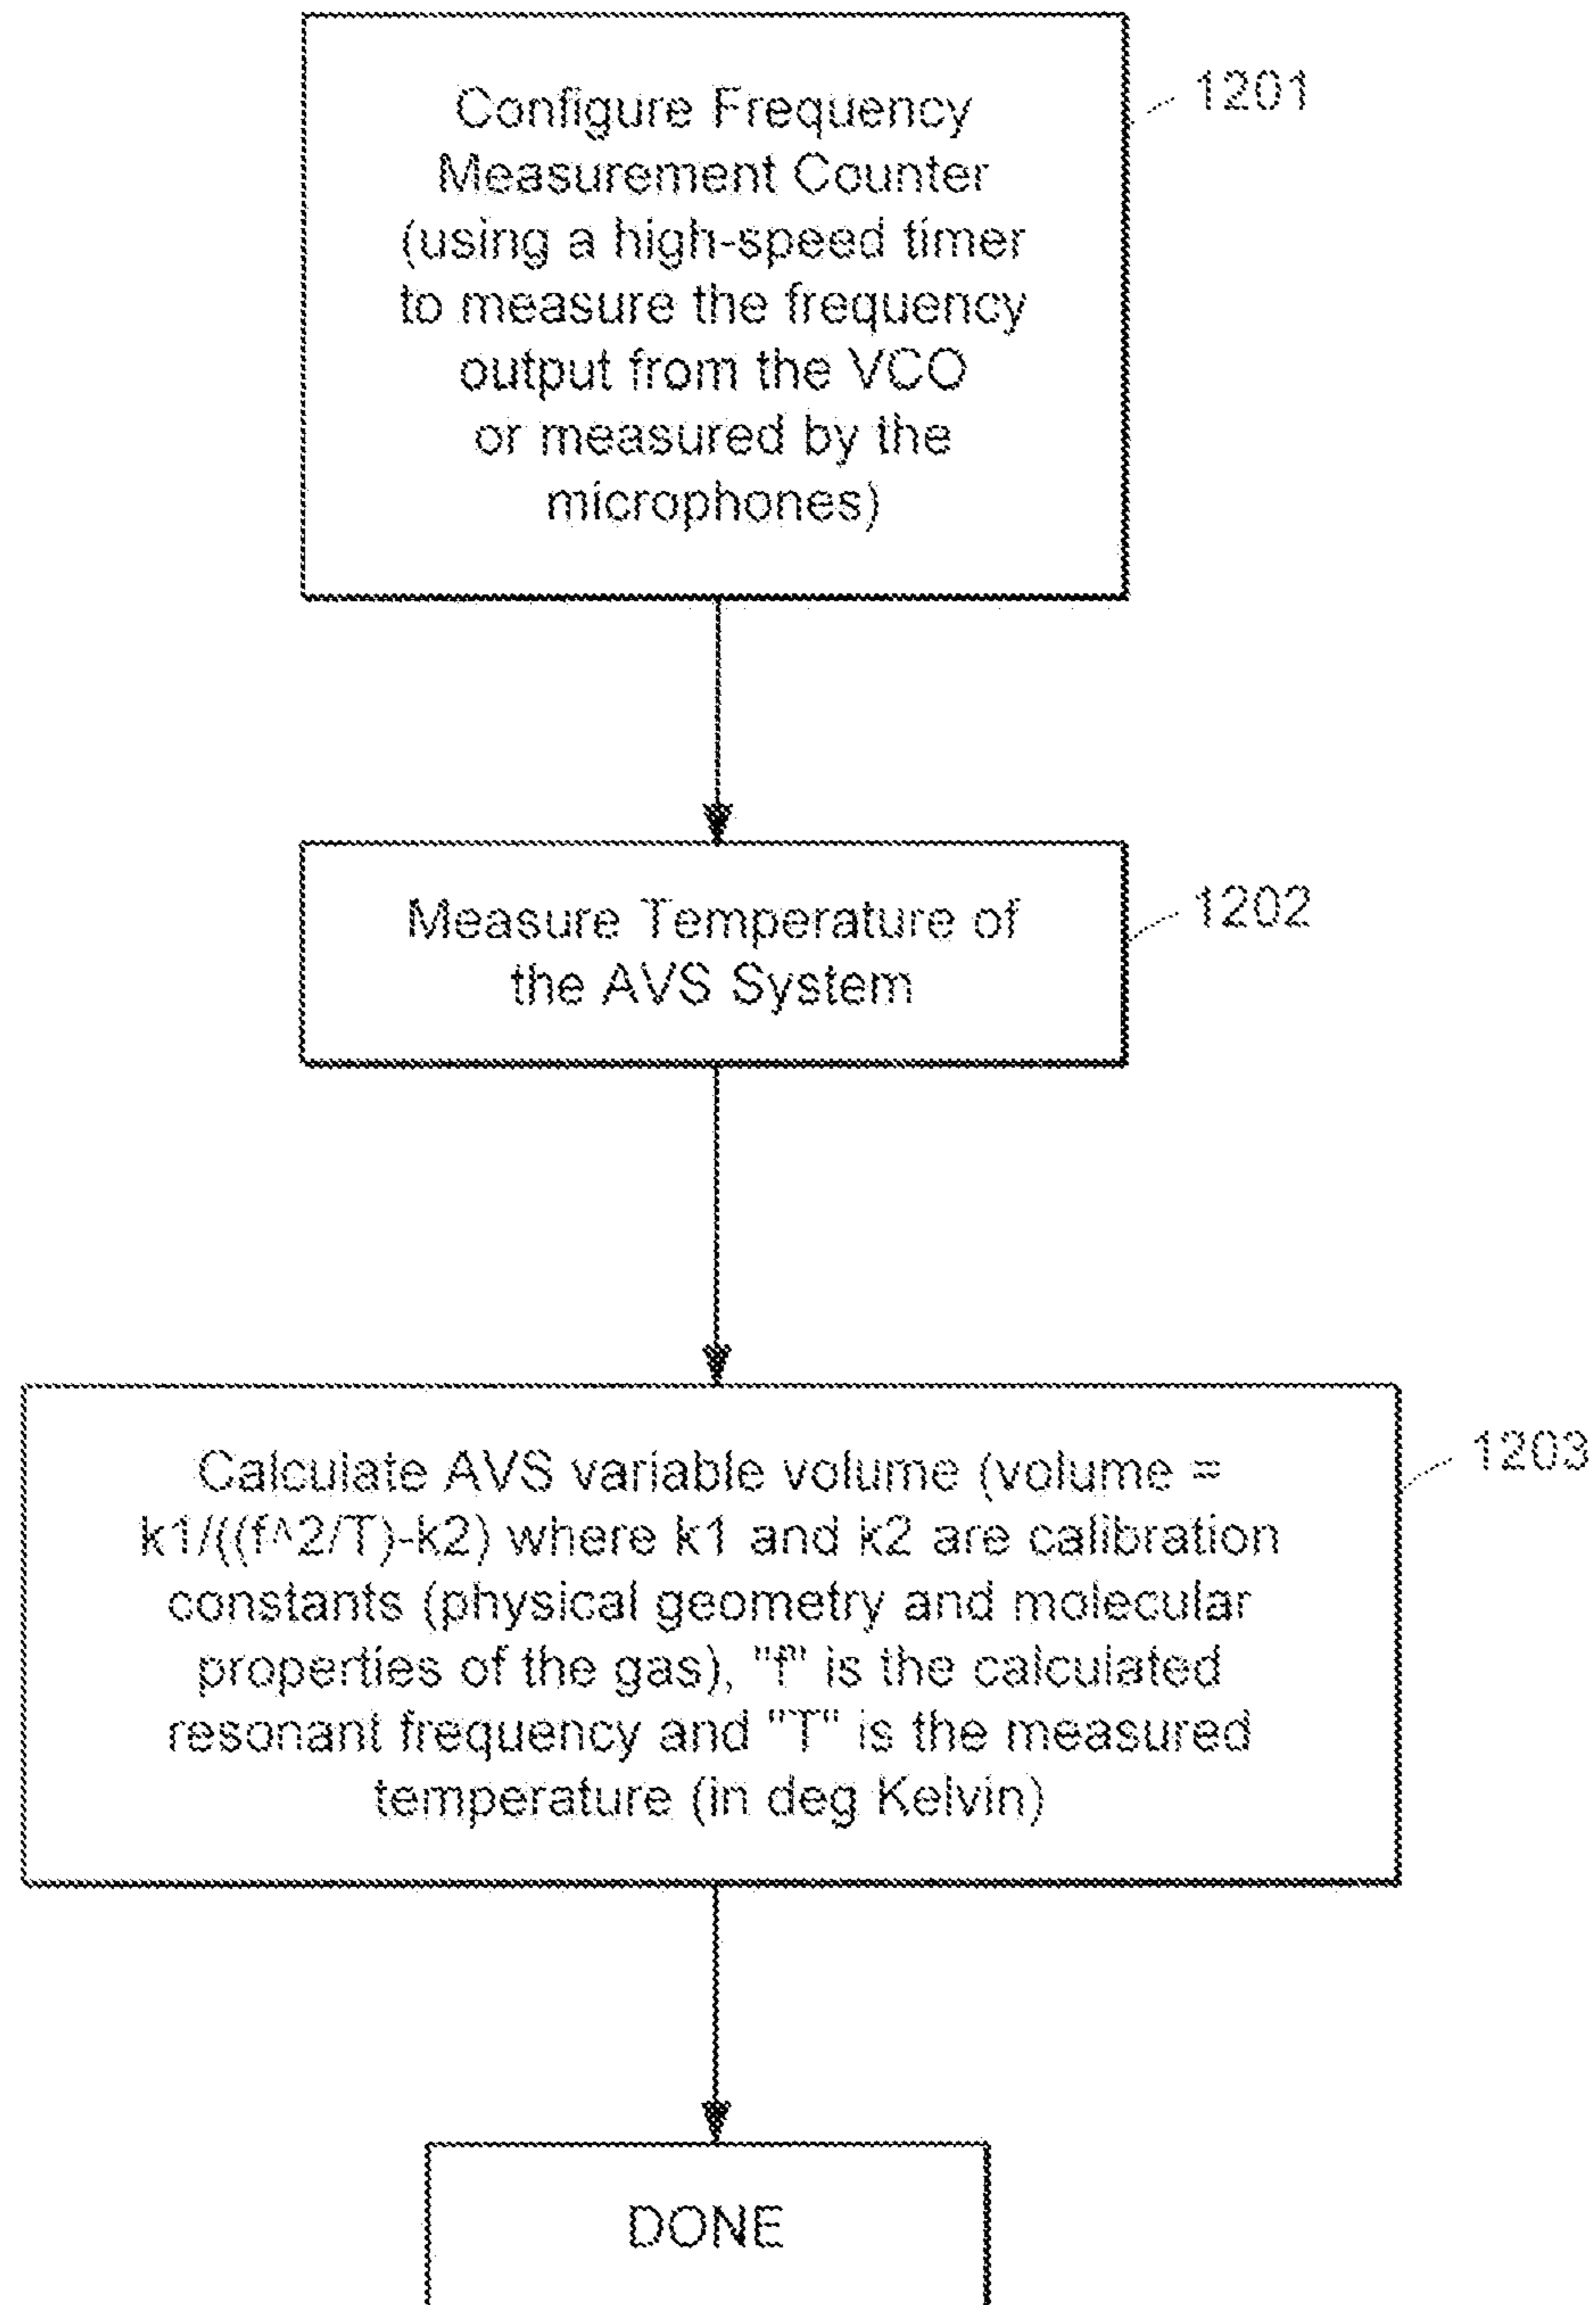 Configure Frequency
Measurement Counter
(using a high-speed timer
to measure the frequency
output from the VCO
or measured by the
microphones)
1201
Measure Temperature of
the AVS System
1202
Calculate AVS variable volume (volume =
k1/((f^2/T)-k2) where k1 and k2 are calibration
constants (physical geometry and molecular
properties of the gas), "f" is the calculated
resonant frequency and "T" is the measured
temperature (in deg Kelvin)
1203
DONE